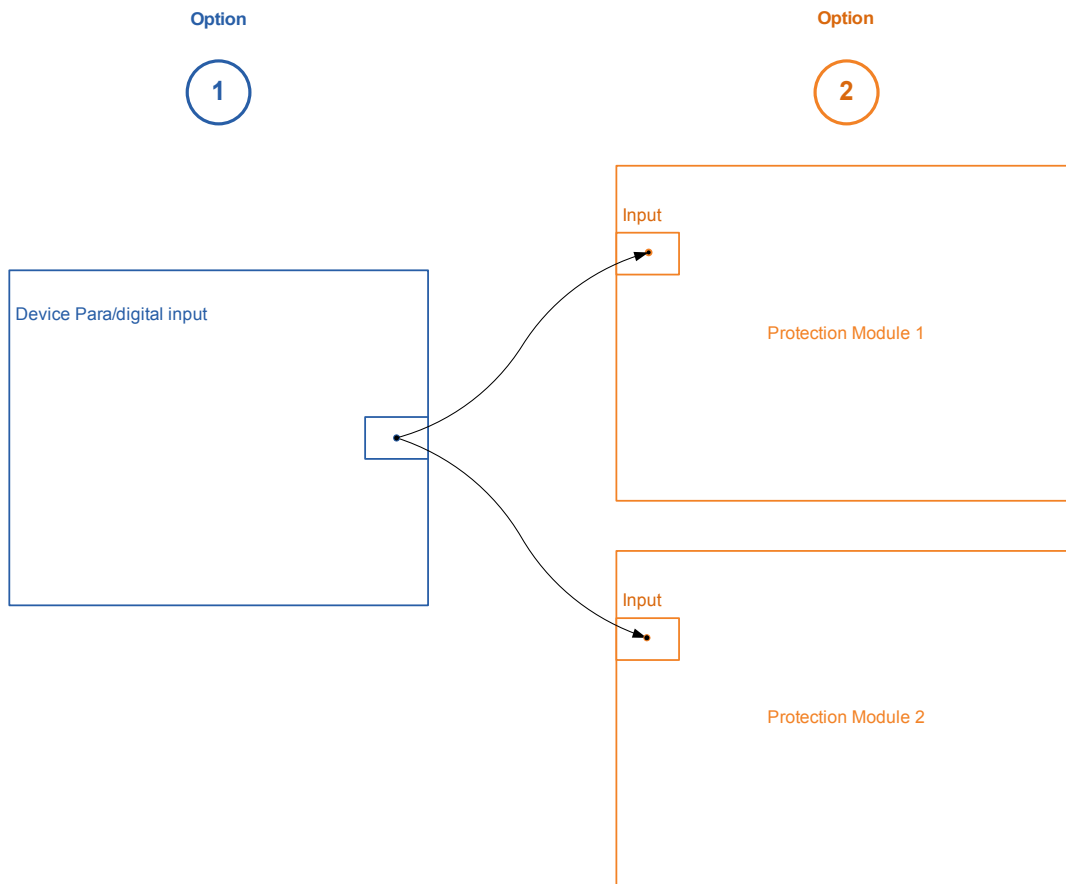 Option
Option
1
2
Input
Device Para/digital input
Protection Module 1
Input
Protection Module 2